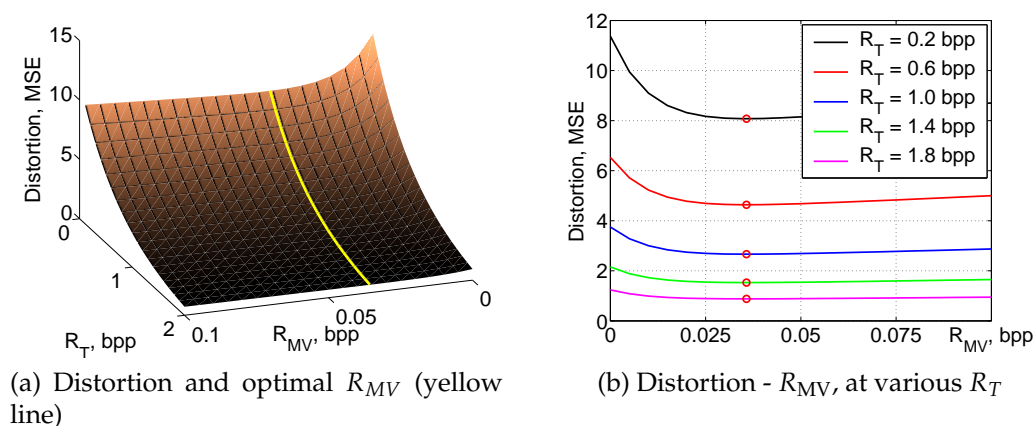 15
10
5
0
Distortion, MSE
0
1
2
R_T, bpp
0.1
0.05
0
R_MV, bpp
(a) Distortion and optimal R_MV (yellow
line)
12
10
8
6
4
2
0
Distortion, MSE
0
0.025
0.05
0.075
R_MV, bpp
R_T = 0.2 bpp
R_T = 0.6 bpp
R_T = 1.0 bpp
R_T = 1.4 bpp
R_T = 1.8 bpp
(b) Distortion - R_MV, at various R_T